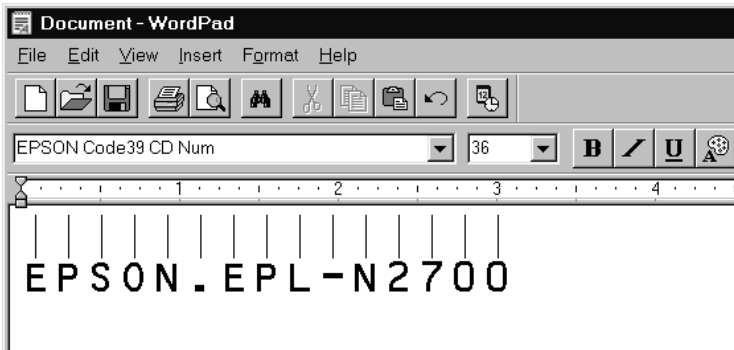 Document - WordPad
File Edit View Insert Format Help
EPSON Code39 CD Num 36 B / U A
1 2 3 4
EPSON.EPL-N2700